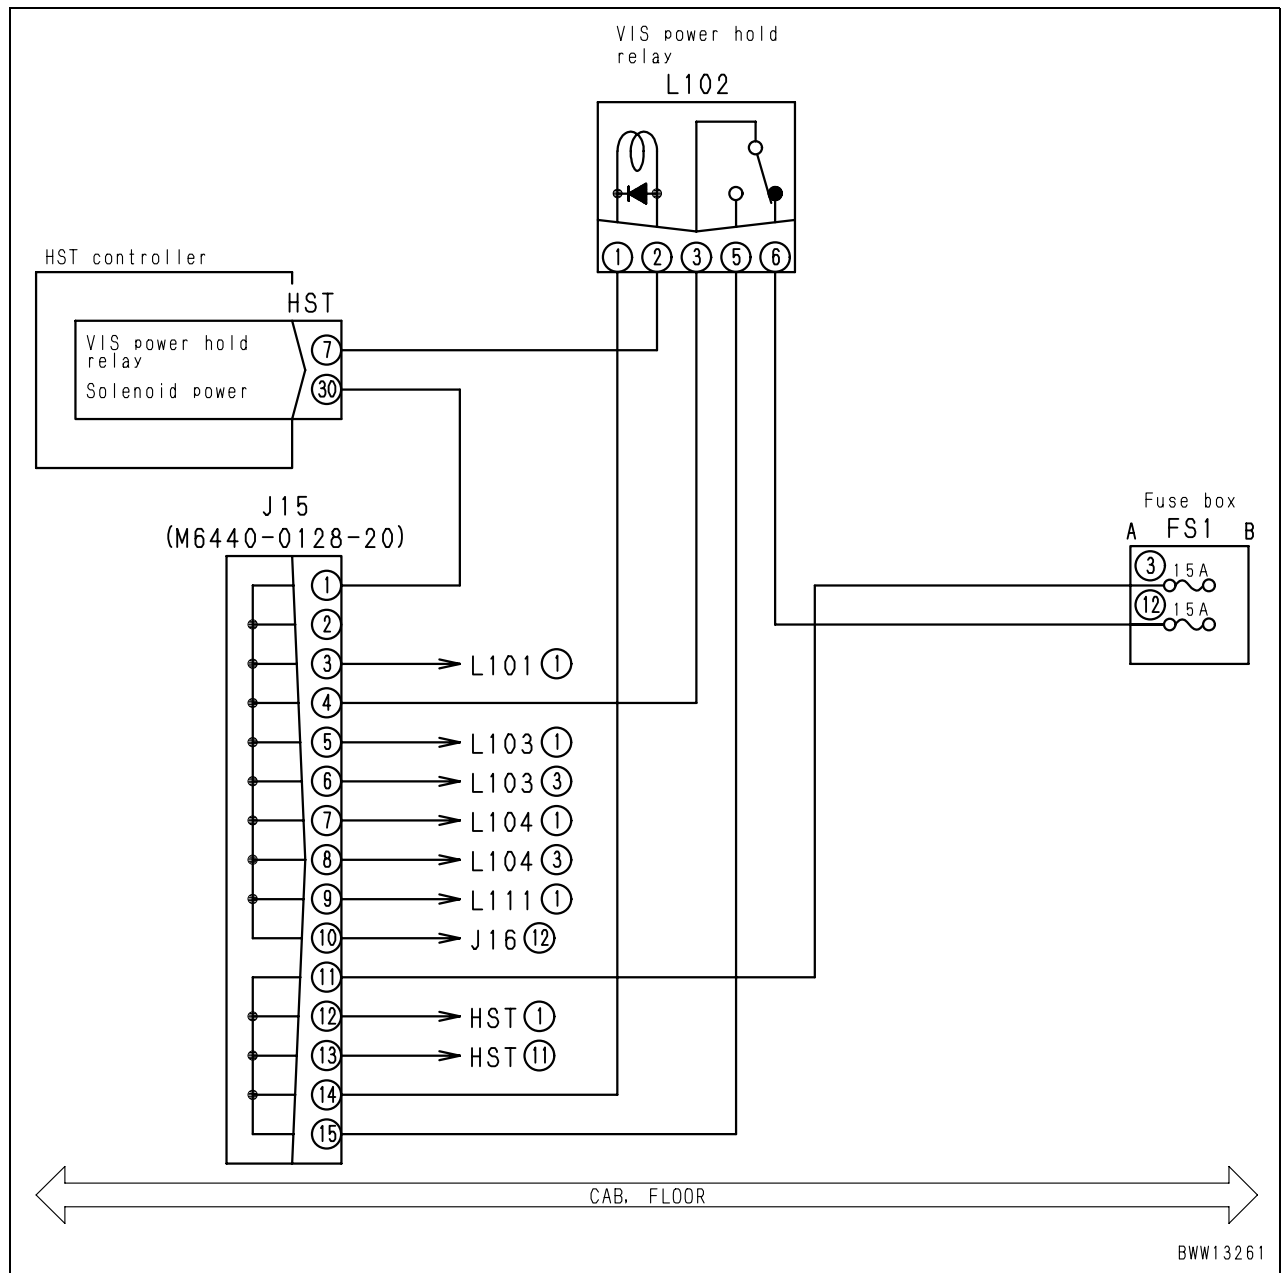 VIS power hold
relay
L102
1 2 3 5 6
HST controller
HST
VIS power hold
relay
7
Solenoid power
30
J15
(M6440-0128-20)
Fuse box
A FS1 B
3 15A
12 15A
1
2
3 L101 1
4
5 L103 1
6 L103 3
7 L104 1
8 L104 3
9 L111 1
10 J16 12
11
12 HST 1
13 HST 11
14
15
CAB. FLOOR
BWW13261